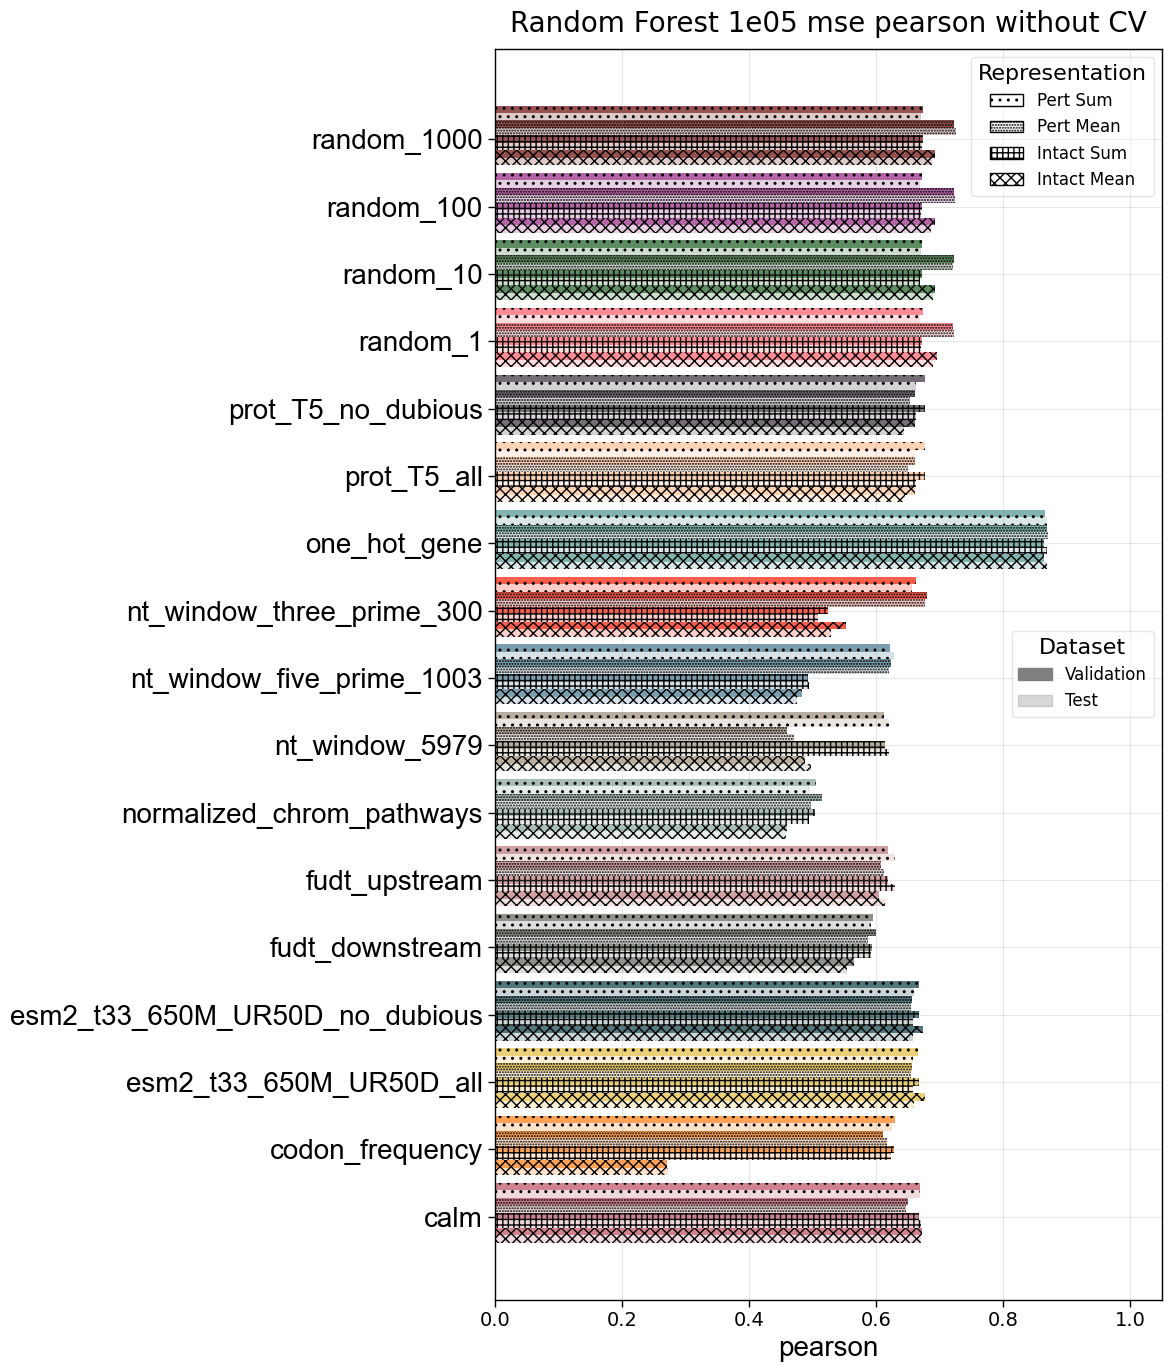 Random Forest 1e05 mse pearson without CV
Representation
Pert Sum
Pert Mean
Intact Sum
Intact Mean
random_1000
random_100
random_10
random_1
prot_T5_no_dubious
prot_T5_all
one_hot_gene
nt_window_three_prime_300
nt_window_five_prime_1003
nt_window_5979
normalized_chrom_pathways
fudt_upstream
fudt_downstream
esm2_t33_650M_UR50D_no_dubious
esm2_t33_650M_UR50D_all
codon_frequency
calm
Dataset
Validation
Test
0.0 0.2 0.4 0.6 0.8 1.0
pearson